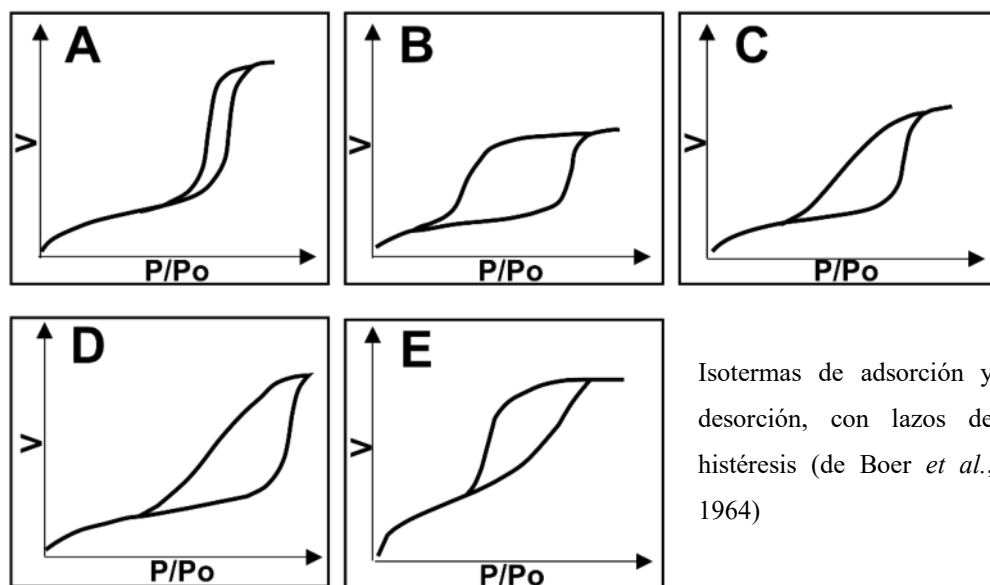 A
V
P/Po
B
V
P/Po
C
V
P/Po
D
V
P/Po
E
V
P/Po
Isotermas de adsorción y
desorción, con lazos de
histéresis (de Boer et al.,
1964)